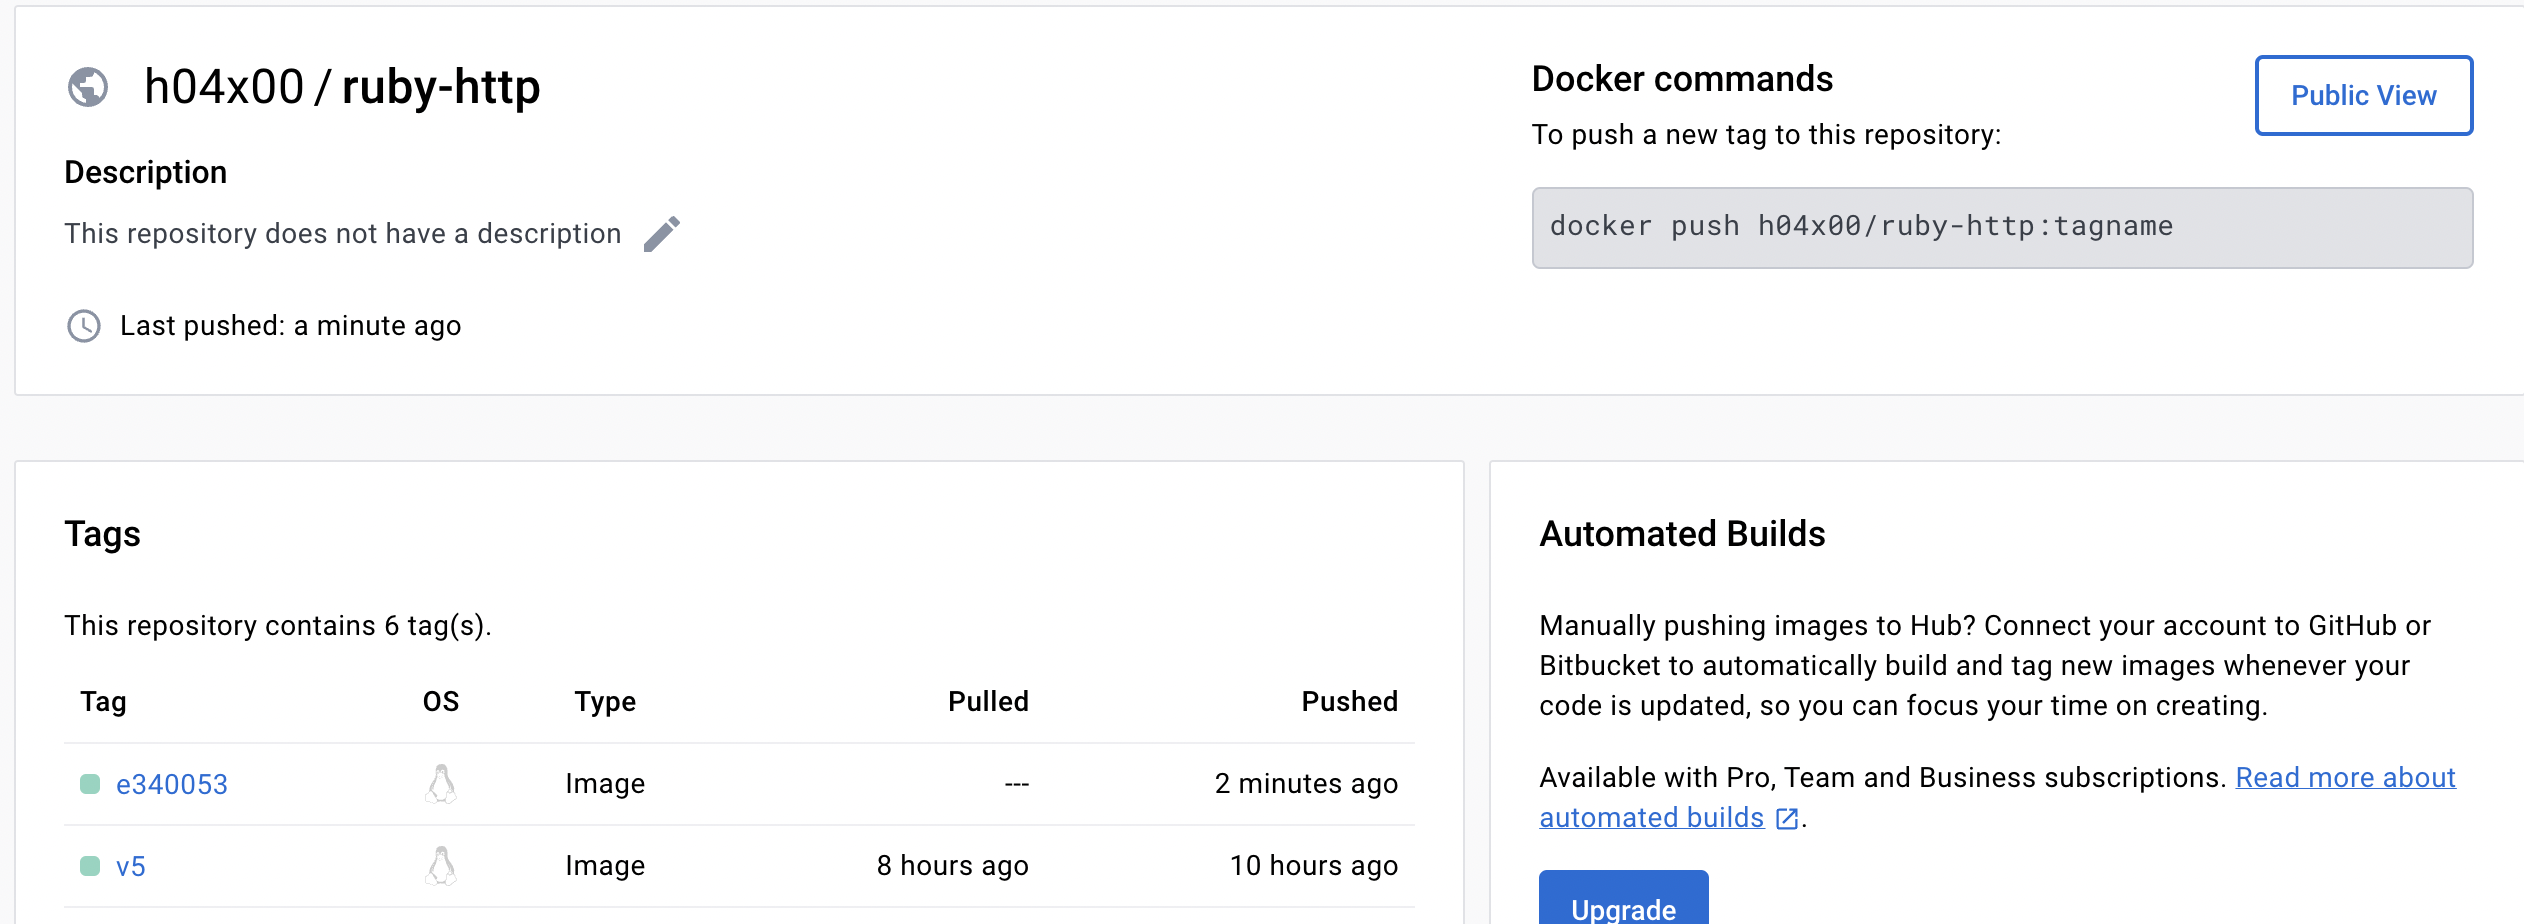 h04x00 / ruby-http
Description
This repository does not have a description
Last pushed: a minute ago
Docker commands
Public View
To push a new tag to this repository:
docker push h04x00/ruby-http:tagname
Tags
This repository contains 6 tag(s).
Tag OS Type Pulled Pushed
e340053 Image --- 2 minutes ago
v5 Image 8 hours ago 10 hours ago
Automated Builds
Manually pushing images to Hub? Connect your account to GitHub or
Bitbucket to automatically build and tag new images whenever your
code is updated, so you can focus your time on creating.
Available with Pro, Team and Business subscriptions. Read more about
automated builds .
Upgrade